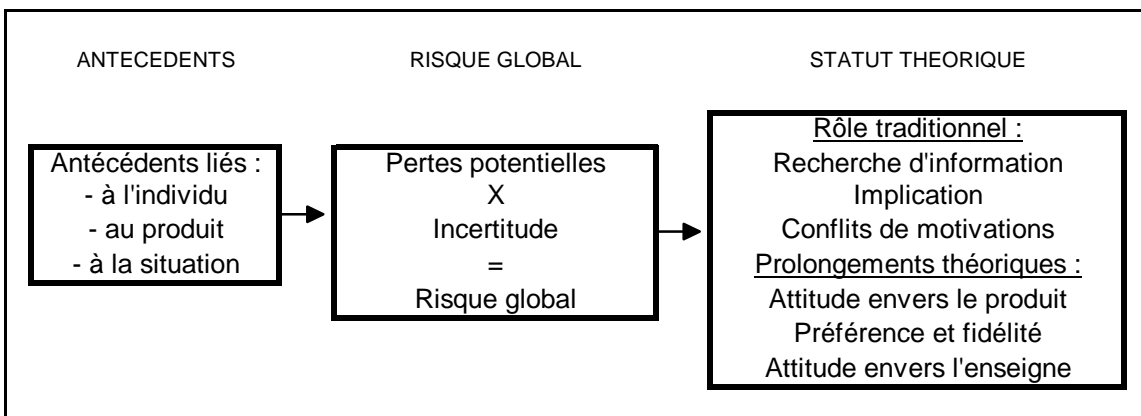 ANTECEDENTS
RISQUE GLOBAL
STATUT THEORIQUE
Antécédents liés :
- à l'individu
- au produit
- à la situation
Pertes potentielles
X
Incertitude
=
Risque global
Rôle traditionnel :
Recherche d'information
Implication
Conflits de motivations
Prolongements théoriques :
Attitude envers le produit
Préférence et fidélité
Attitude envers l'enseigne